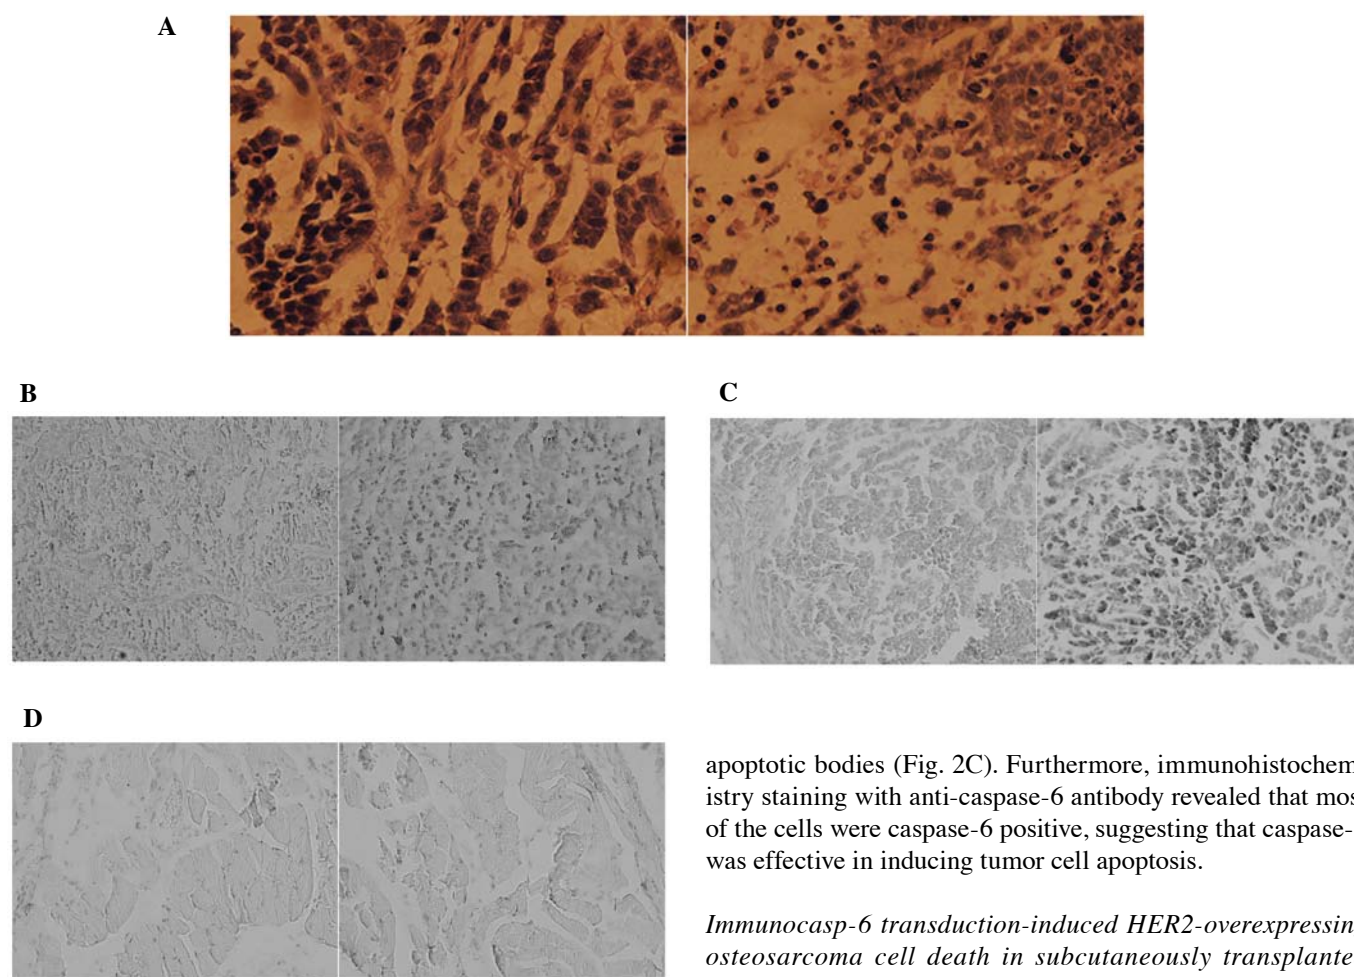 A
B
C
D
apoptotic bodies (Fig. 2C). Furthermore, immunohistochem-
istry staining with anti-caspase-6 antibody revealed that mos
of the cells were caspase-6 positive, suggesting that caspase-
was effective in inducing tumor cell apoptosis.
Immunocasp-6 transduction-induced HER2-overexpressin
osteosarcoma cell death in subcutaneously transplante